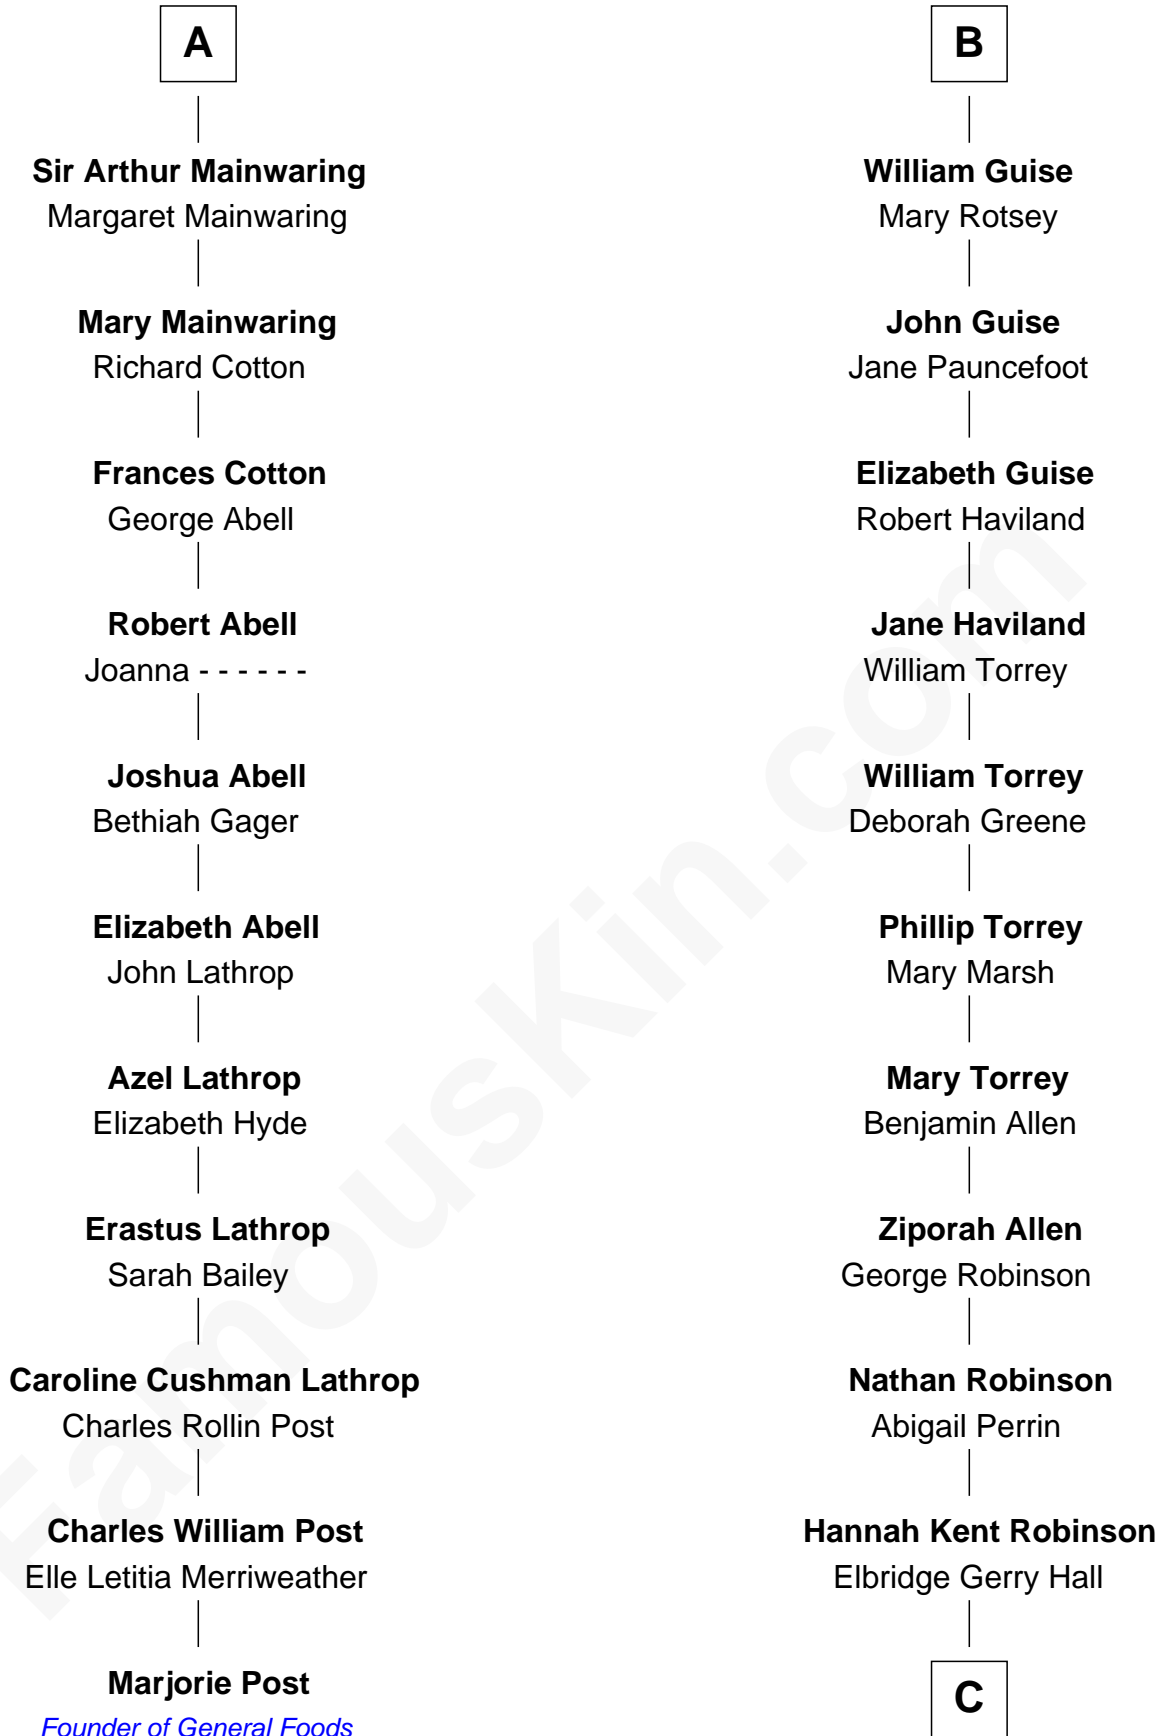 A
Sir Arthur Mainwaring
Margaret Mainwaring
Mary Mainwaring
Richard Cotton
Frances Cotton
George Abell
Robert Abell
Joanna - - - - - -
Joshua Abell
Bethiah Gager
Elizabeth Abell
John Lathrop
Azel Lathrop
Elizabeth Hyde
Erastus Lathrop
Sarah Bailey
Caroline Cushman Lathrop
Charles Rollin Post
Charles William Post
Elle Letitia Merriweather
Marjorie Post
Founder of General Foods
B
William Guise
Mary Rotsey
John Guise
Jane Pauncefoot
Elizabeth Guise
Robert Haviland
Jane Haviland
William Torrey
William Torrey
Deborah Greene
Phillip Torrey
Mary Marsh
Mary Torrey
Benjamin Allen
Ziporah Allen
George Robinson
Nathan Robinson
Abigail Perrin
Hannah Kent Robinson
Elbridge Gerry Hall
C
FamousKin.com